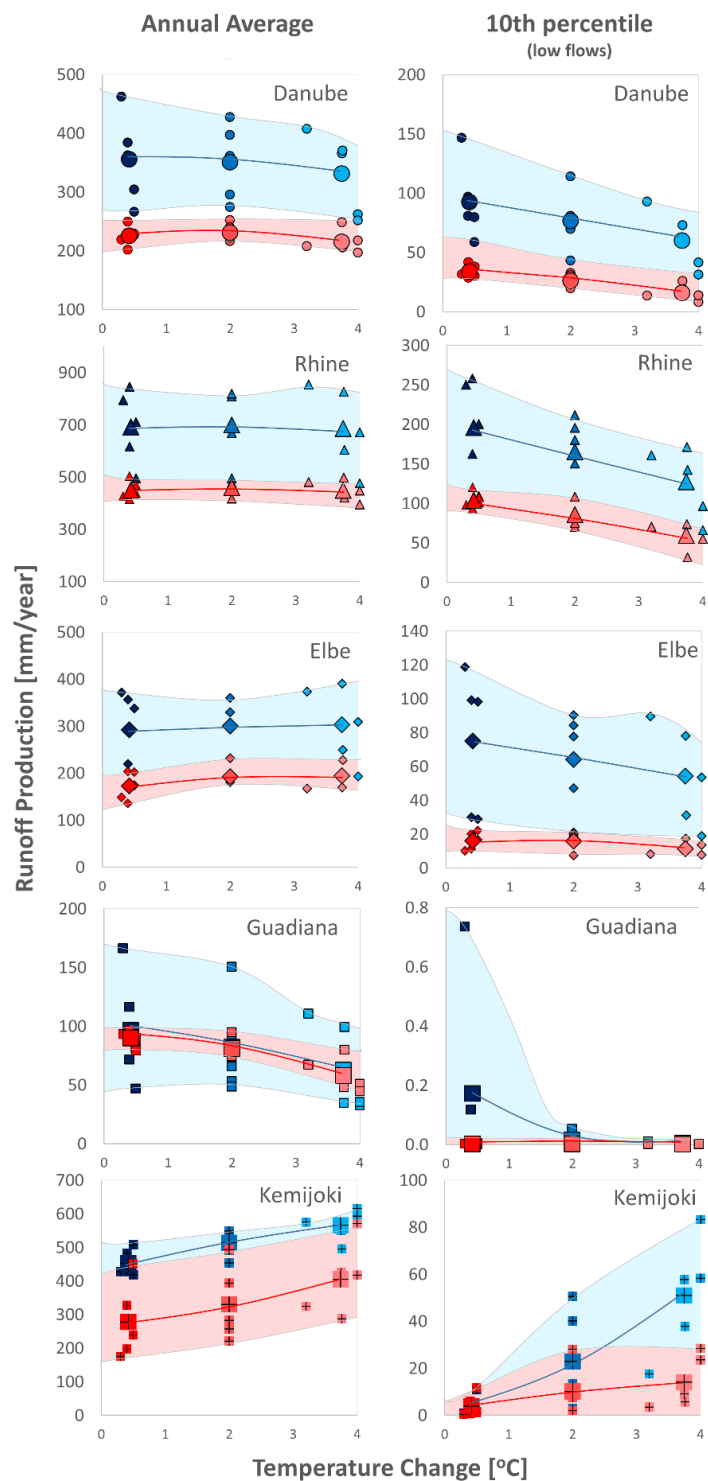 Annual Average
10th percentile
(low flows)
Runoff Production [mm/year]
500
400
300
200
100
0 1 2 3 4
Danube
200
150
100
50
0
0 1 2 3 4
Danube
900
700
500
300
100
0 1 2 3 4
Rhine
300
250
200
150
100
50
0
0 1 2 3 4
Rhine
500
400
300
200
100
0
0 1 2 3 4
Elbe
140
120
100
80
60
40
20
0
0 1 2 3 4
Elbe
200
150
100
50
0
0 1 2 3 4
Guadiana
0.8
0.6
0.4
0.2
0.0
0 1 2 3 4
Guadiana
700
600
500
400
300
200
100
0
0 1 2 3 4
Kemijoki
100
80
60
40
20
0
0 1 2 3 4
Kemijoki
Temperature Change [°C]